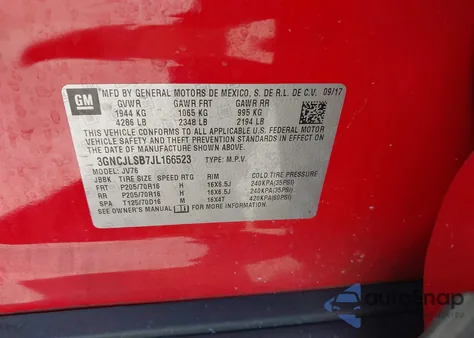 GM
MFD BY GENERAL MOTORS DE MEXICO, S. DE R.L. DE C.V. 09/17
GVWR GAWR FRT GAWR RR
1944 KG 1065 KG 995 KG
4286 LB 2348 LB 2194 LB
THIS VEHICLE CONFORMS TO ALL APPLICABLE U.S. FEDERAL MOTOR
VEHICLE SAFETY AND THEFT PREVENTION STANDARDS IN EFFECT
ON THE DATE OF MANUFACTURE SHOWN ABOVE.
3GNCJLSB7JL166523 TYPE: M.P.V.
MODEL: JV76
JBBK TIRE SIZE SPEED RTG RIM COLD TIRE PRESSURE
FRT P205/70R16 H 16X6.5J 240KPA(35PSI)
RR P205/70R16 H 16X6.5J 240KPA(35PSI)
SPA T125/70D16 M 16X4T 420KPA(60PSI)
SEE OWNER'S MANUAL FOR MORE INFORMATION.
AutoSnap